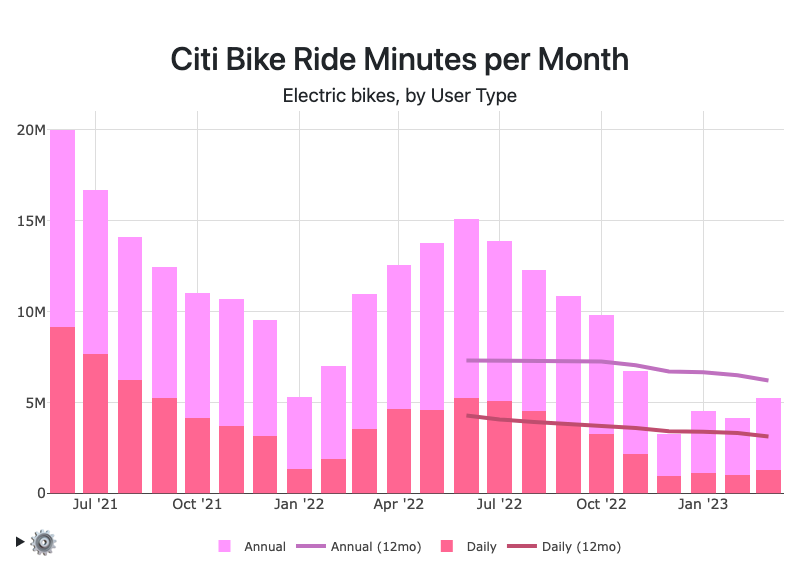 Citi Bike Ride Minutes per Month
Electric bikes, by User Type
20M
15M
10M
5M
0
Jul '21 Oct '21 Jan '22 Apr '22 Jul '22 Oct '22 Jan '23
Annual Annual (12mo) Daily Daily (12mo)